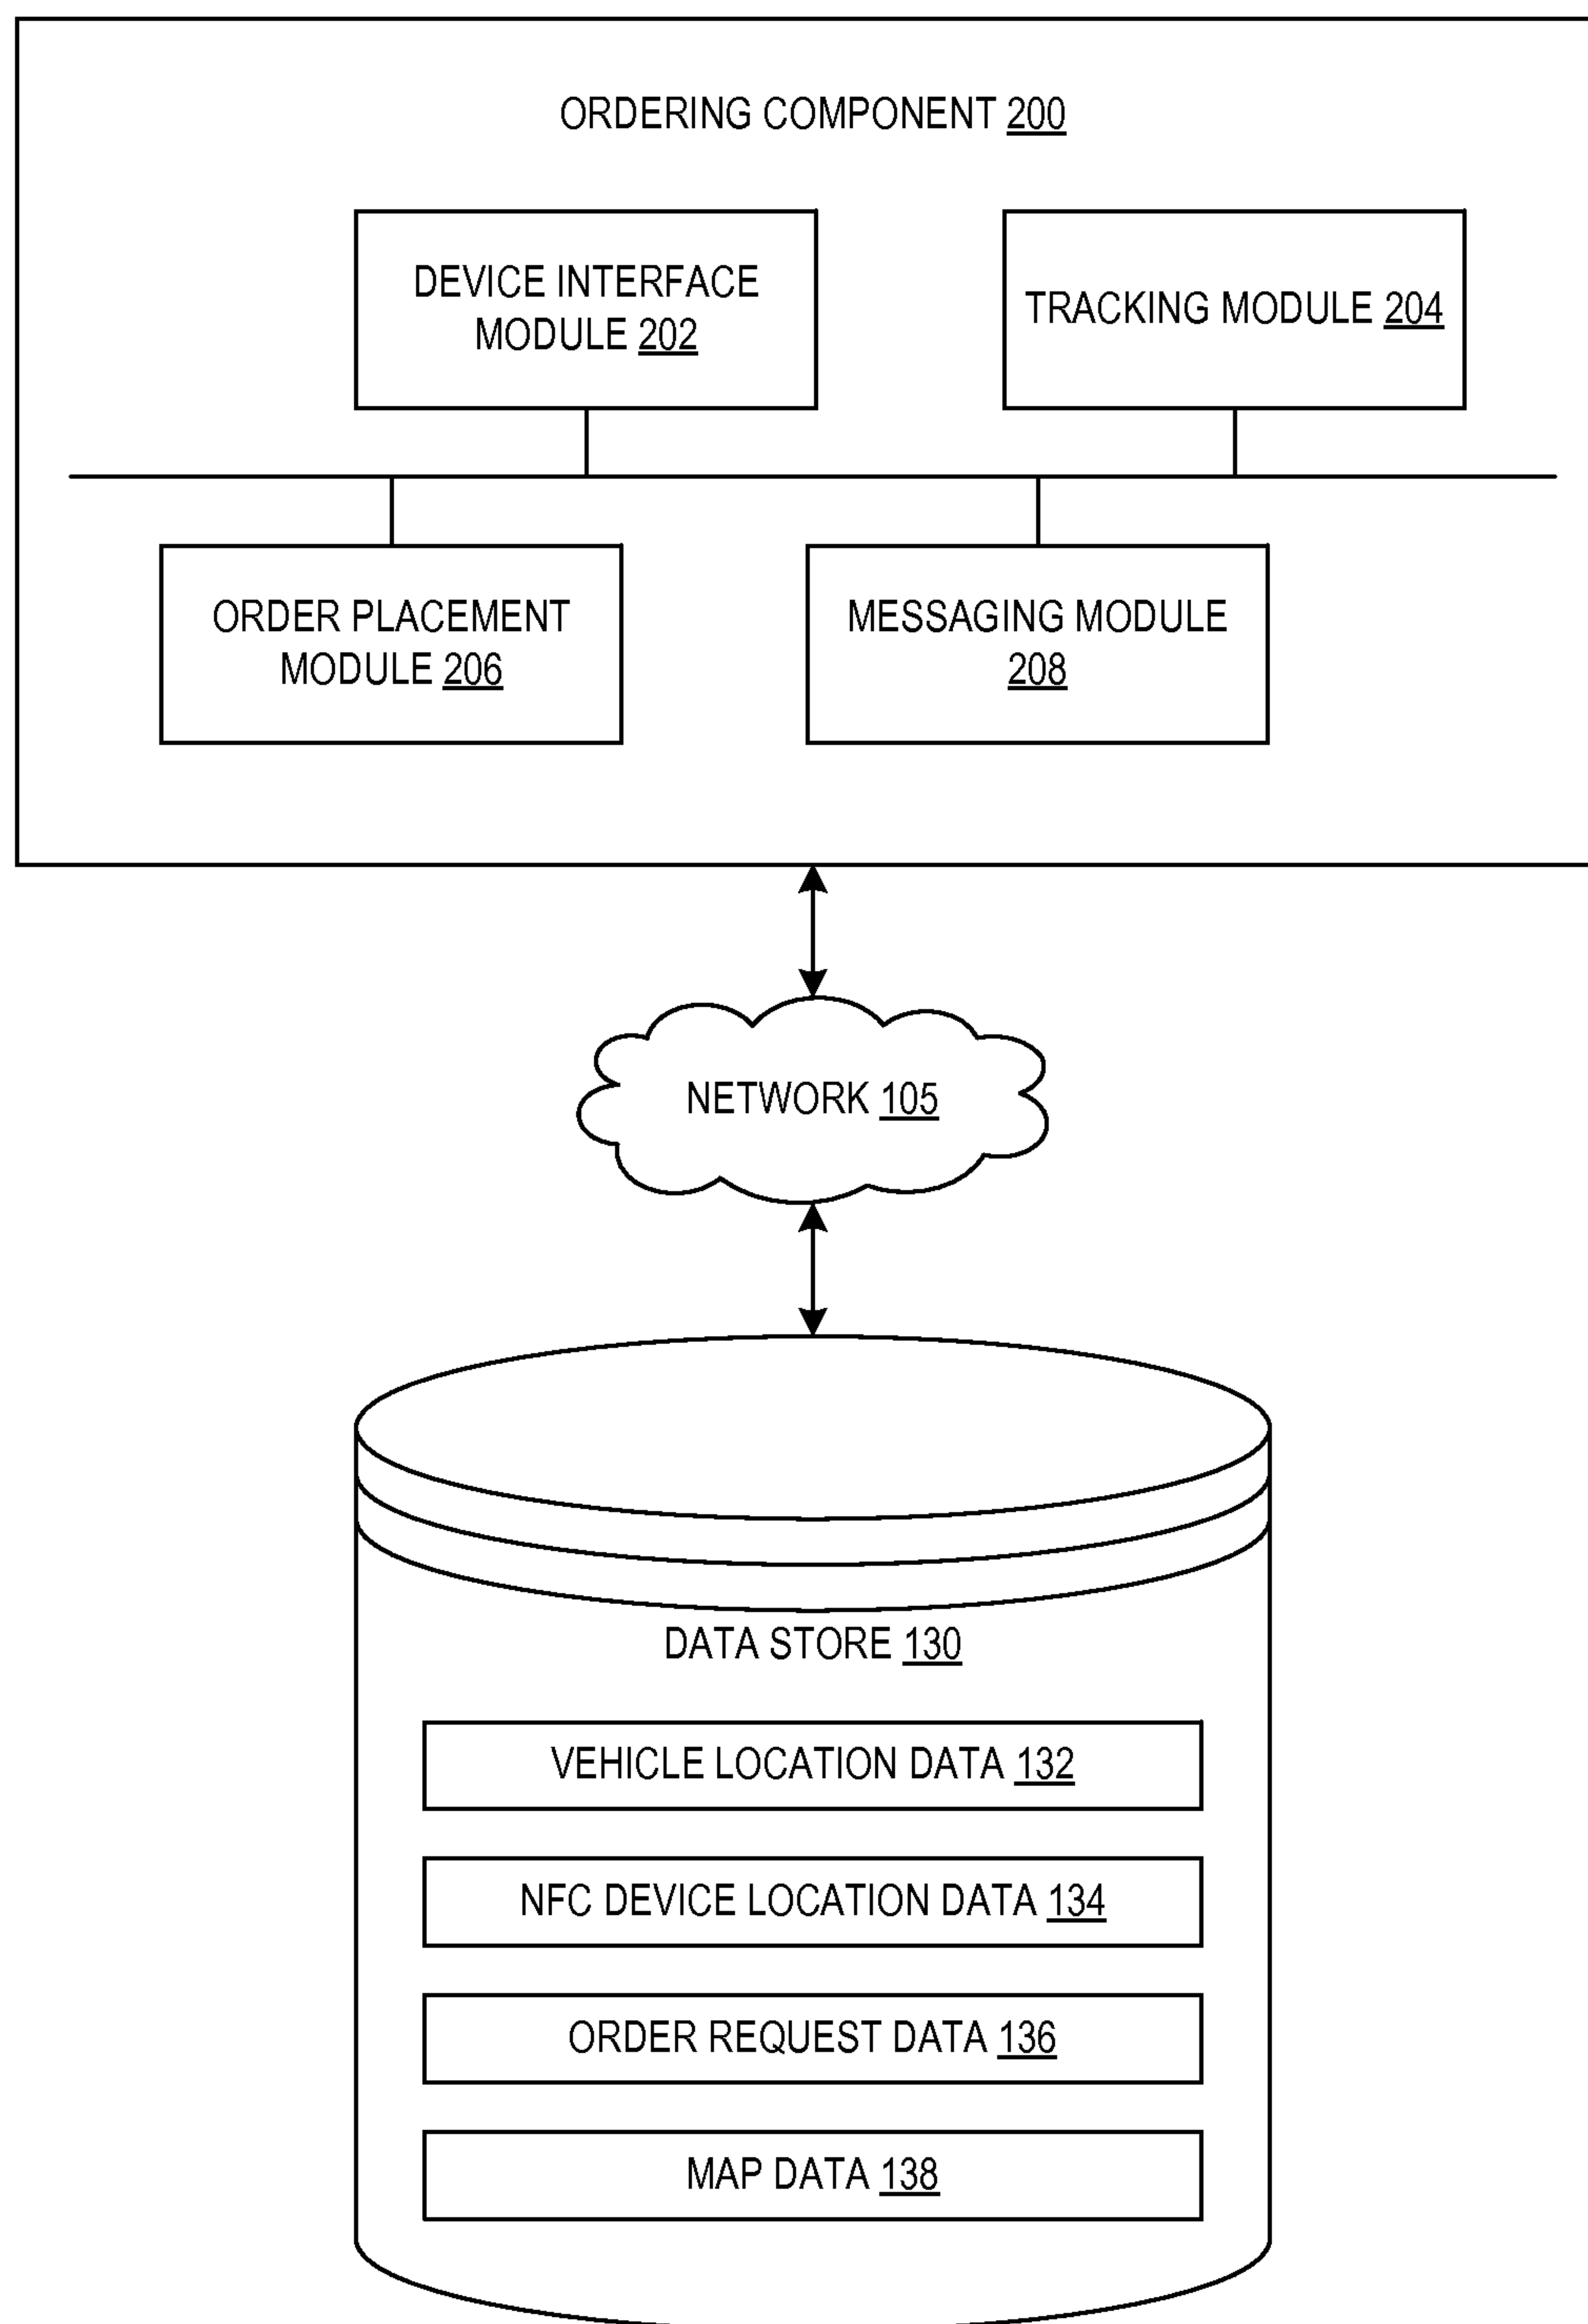 ORDERING COMPONENT 200
DEVICE INTERFACE
MODULE 202
TRACKING MODULE 204
ORDER PLACEMENT
MODULE 206
MESSAGING MODULE
208
NETWORK 105
DATA STORE 130
VEHICLE LOCATION DATA 132
NFC DEVICE LOCATION DATA 134
ORDER REQUEST DATA 136
MAP DATA 138